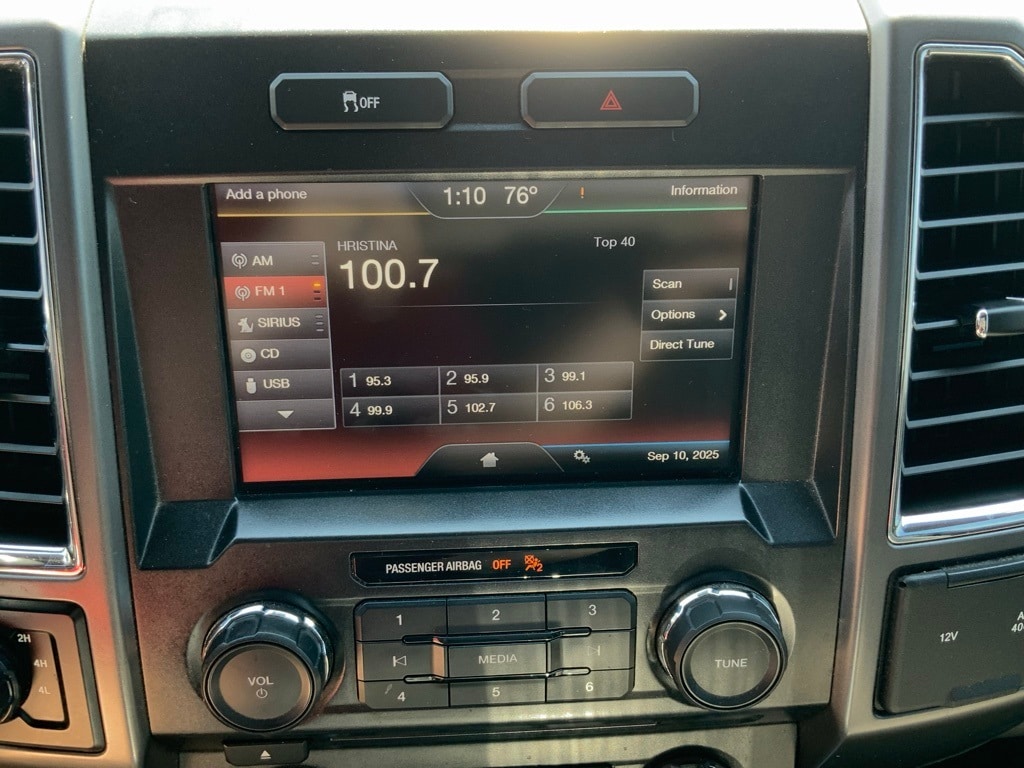 OFF
Add a phone
1:10 76°
!
Information
HRISTINA
Top 40
100.7
AM
FM 1
SIRIUS
CD
USB
Scan
Options
Direct Tune
1 95.3
2 95.9
3 99.1
4 99.9
5 102.7
6 106.3
Sep 10, 2025
PASSENGER AIRBAG OFF 2
1
2
3
MEDIA
4
5
6
VOL
TUNE
2H
4H
4L
12V